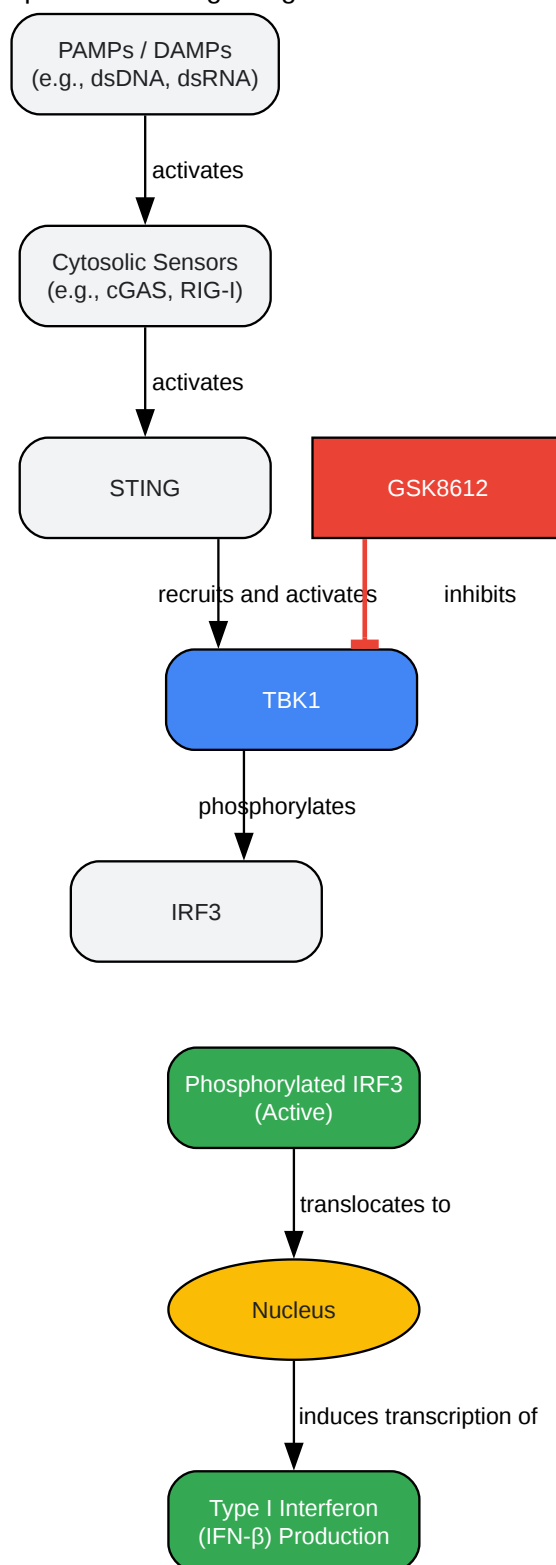 PAMPs / DAMPs
(e.g., dsDNA, dsRNA)
activates
Cytosolic Sensors
(e.g., cGAS, RIG-I)
activates
STING
GSK8612
recruits and activates
inhibits
TBK1
phosphorylates
IRF3
Phosphorylated IRF3
(Active)
translocates to
Nucleus
induces transcription of
Type I Interferon
(IFN-β) Production